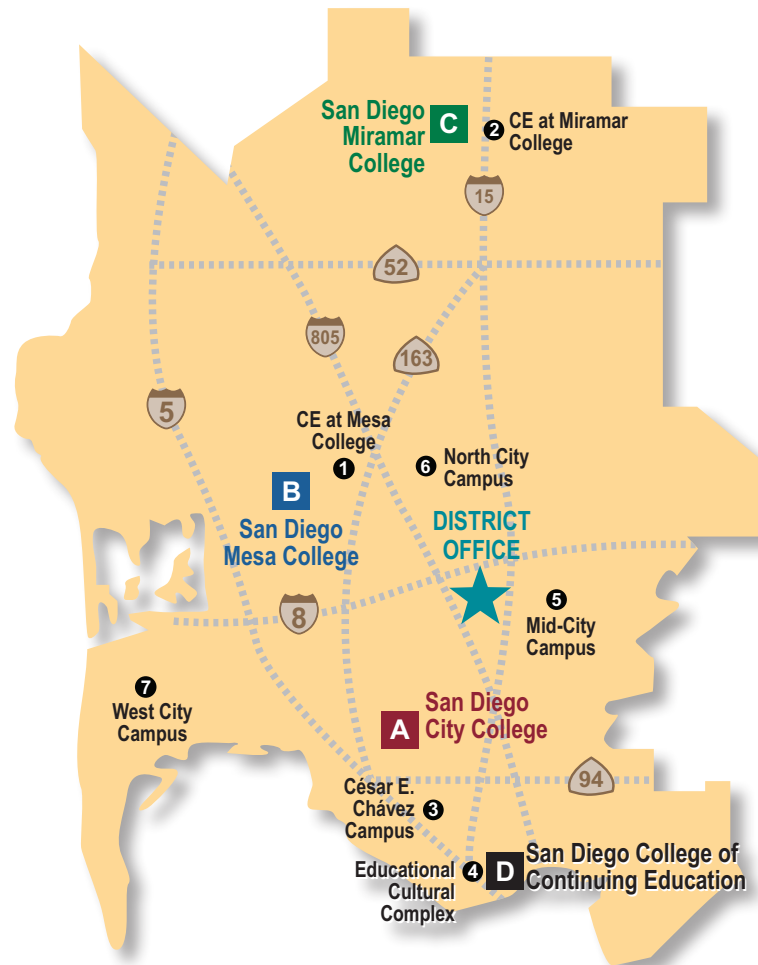 San Diego
Miramar
College
C
2
CE at Miramar
College
15
52
805
163
5
CE at Mesa
College
1
6
North City
Campus
B
San Diego
Mesa College
DISTRICT
OFFICE
8
5
Mid-City
Campus
7
West City
Campus
A
San Diego
City College
94
César E.
Chávez
Campus
3
Educational
Cultural
Complex
4
D
San Diego College of
Continuing Education